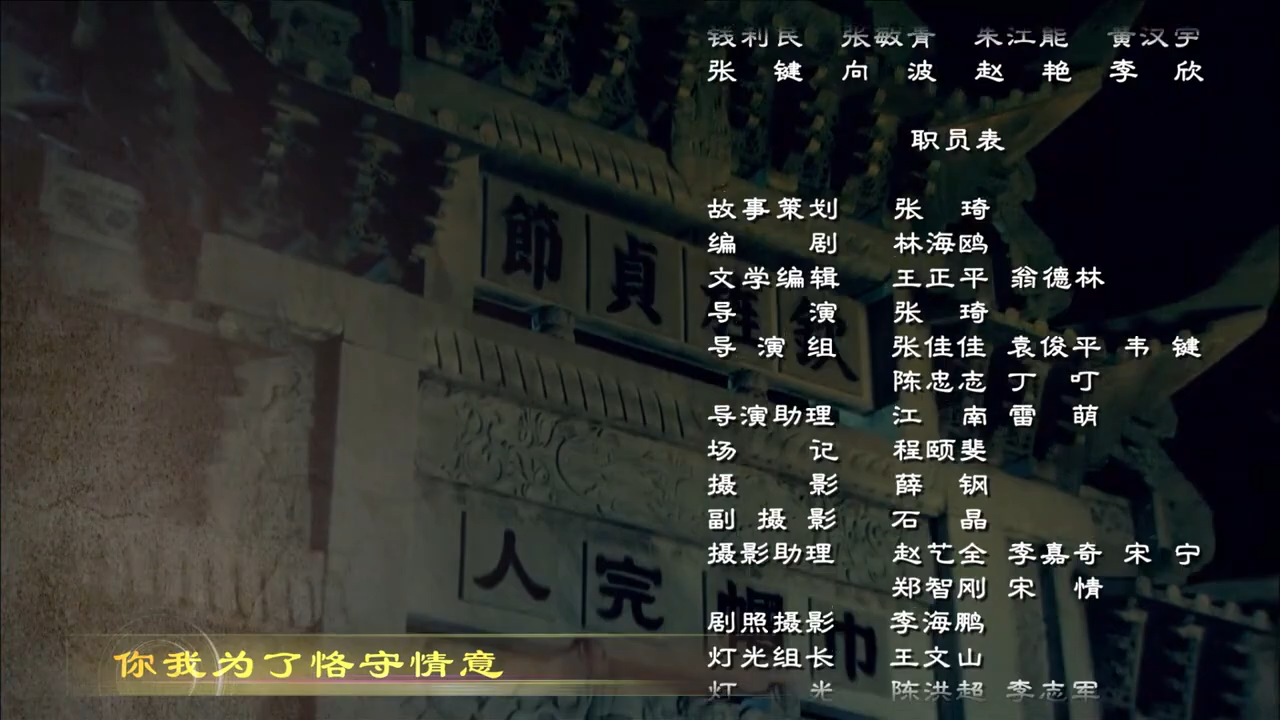 钱利民 张敏青 朱江能 黄汉宇
张 键 向 波 赵 艳 李 欣
职员表
故事策划 张 琦
编 剧 林海鸥
文学编辑 王正平 翁德林
导 演 张 琦
导 演 组 张佳佳 袁俊平 韦 键
陈忠志 丁 叮
导演助理 江 南 雷 萌
场 记 程颐斐
摄 影 薛 钢
副 摄 影 石 晶
摄影助理 赵艺全 李嘉奇 宋 宁
郑智刚 宋 情
剧照摄影 李海鹏
灯光组长 王文山
灯 光 陈洪超 李志军
節貞旌欽
人完帼巾
你我为了恪守情意